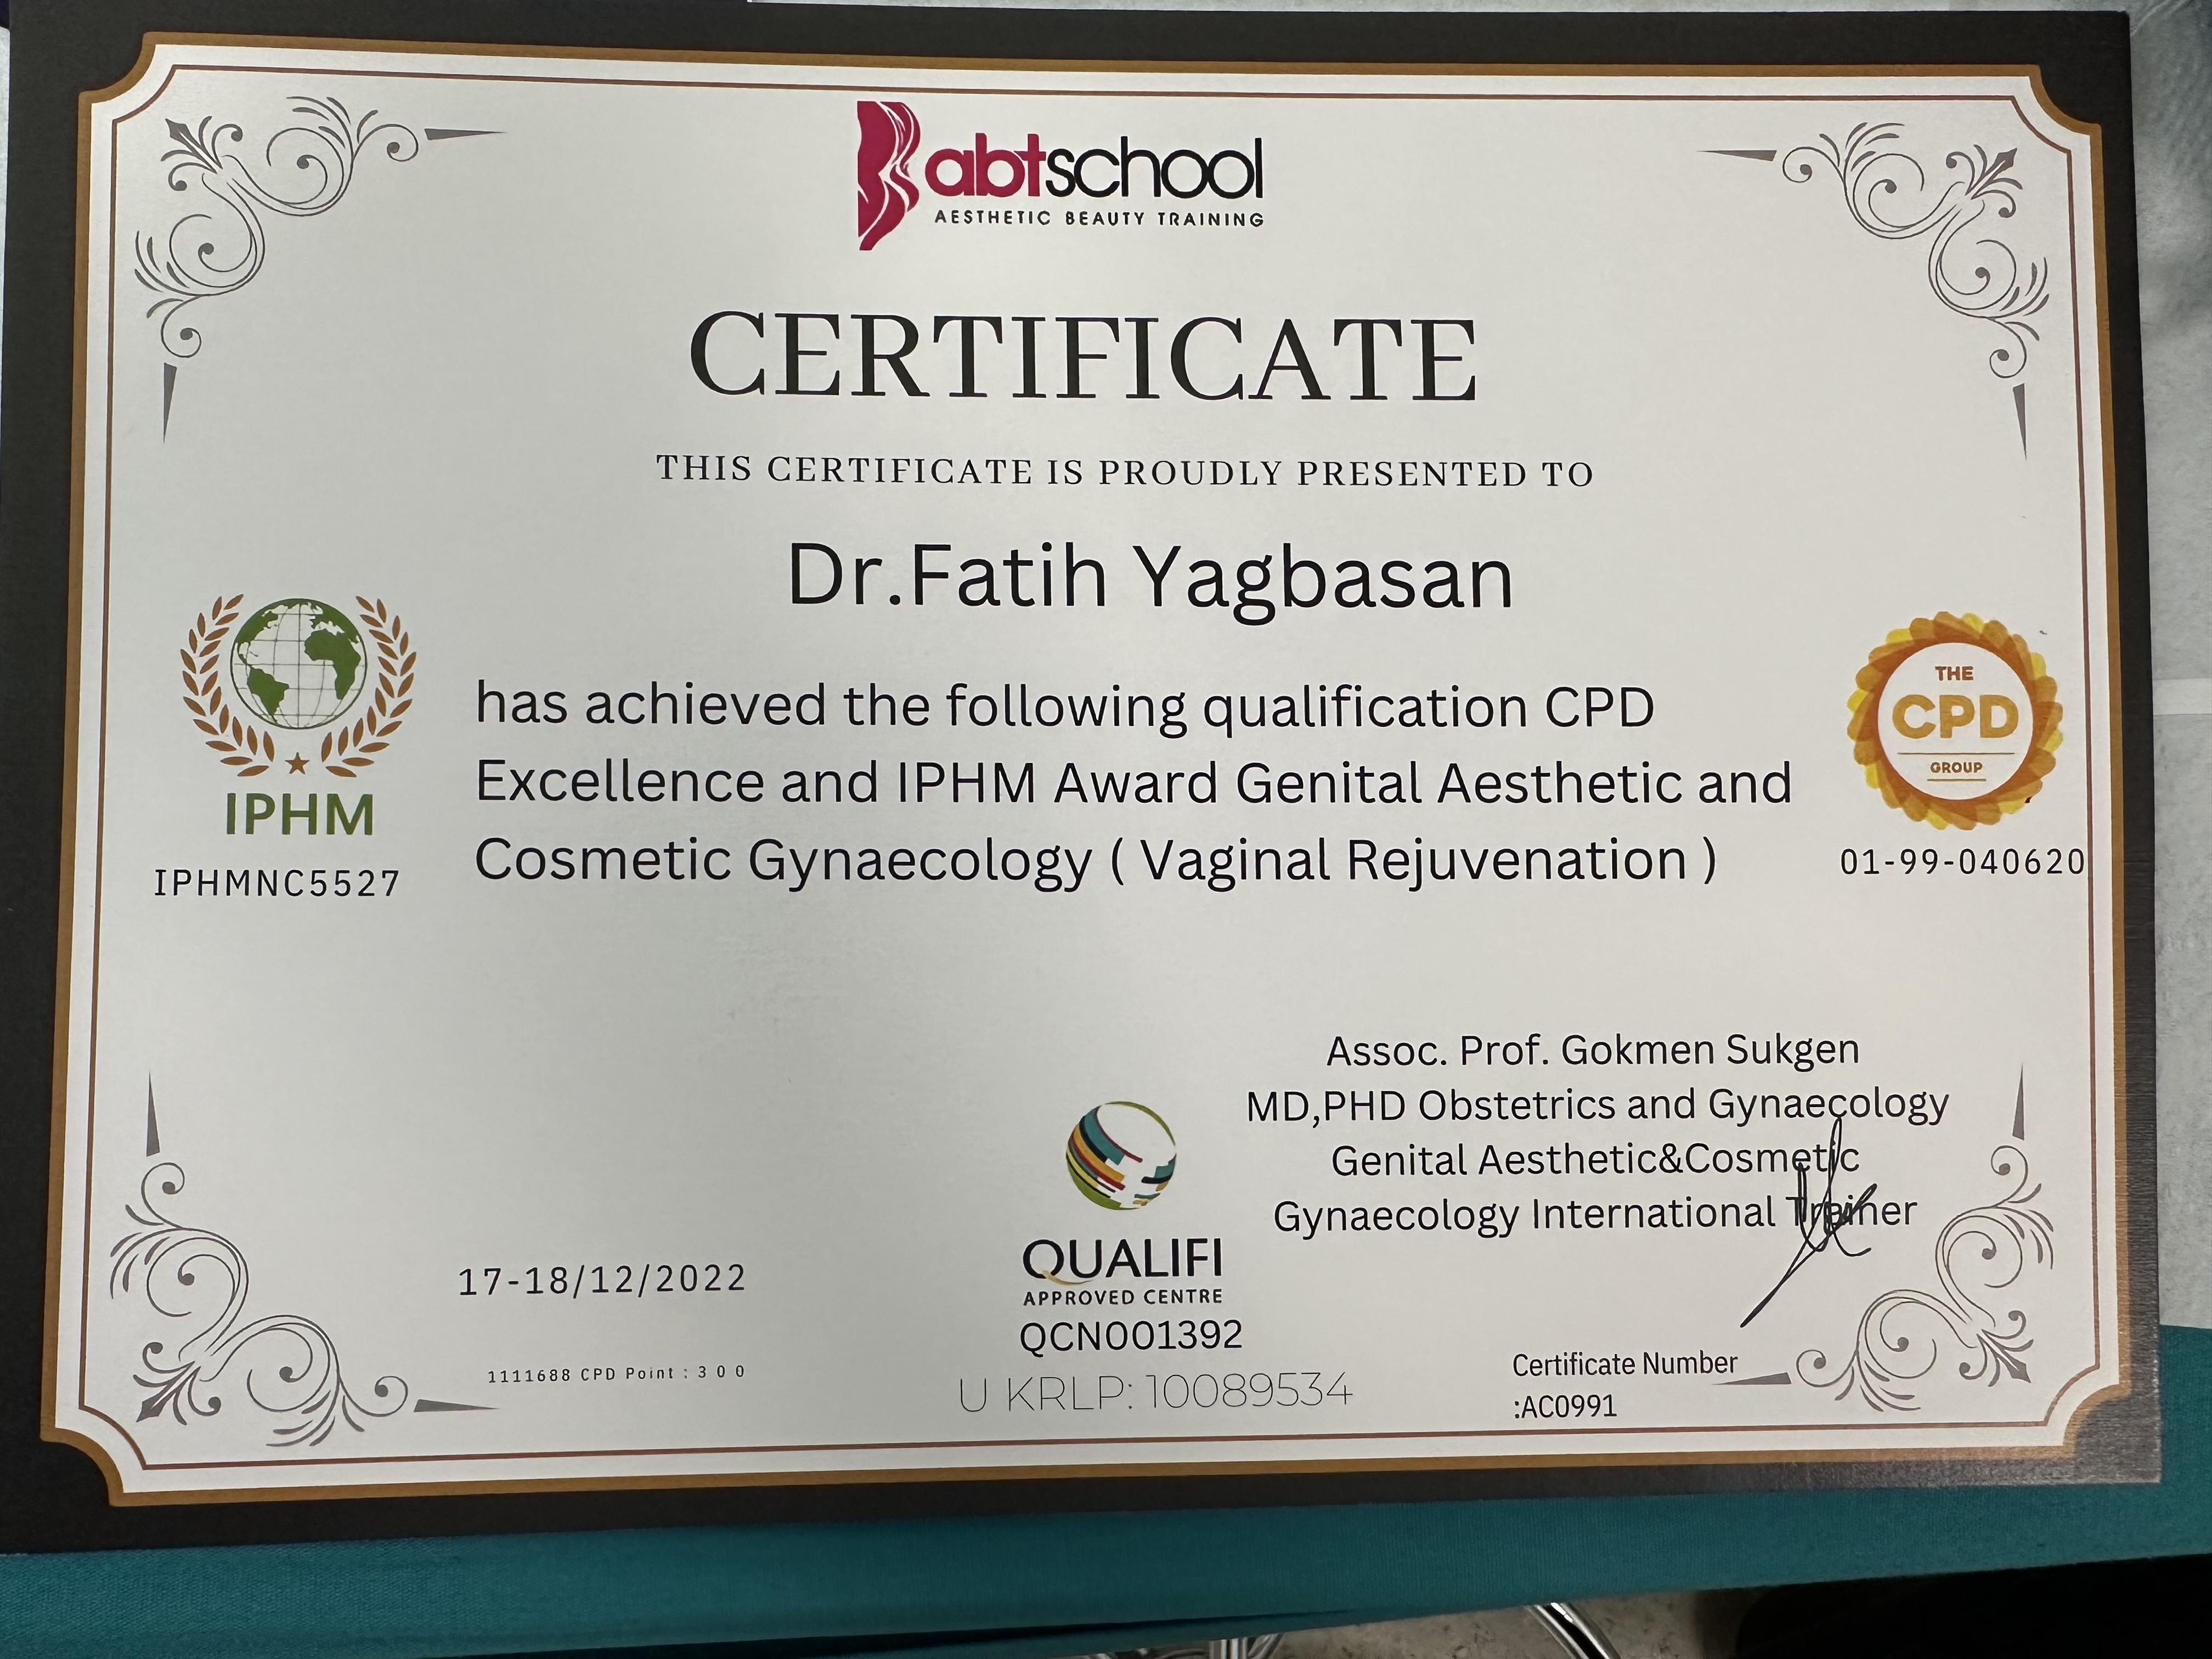 abtschool
AESTHETIC BEAUTY TRAINING
CERTIFICATE
THIS CERTIFICATE IS PROUDLY PRESENTED TO
Dr.Fatih Yagbasan
has achieved the following qualification CPD
Excellence and IPHM Award Genital Aesthetic and
Cosmetic Gynaecology ( Vaginal Rejuvenation )
IPHM
IPHMNC5527
THE
CPD
GROUP
01-99-040620
Assoc. Prof. Gokmen Sukgen
MD,PHD Obstetrics and Gynaecology
Genital Aesthetic&Cosmetic
Gynaecology International Trainer
17-18/12/2022
1111688 CPD Point : 3 0 0
QUALIFI
APPROVED CENTRE
QCN001392
U KRLP: 10089534
Certificate Number
:AC0991